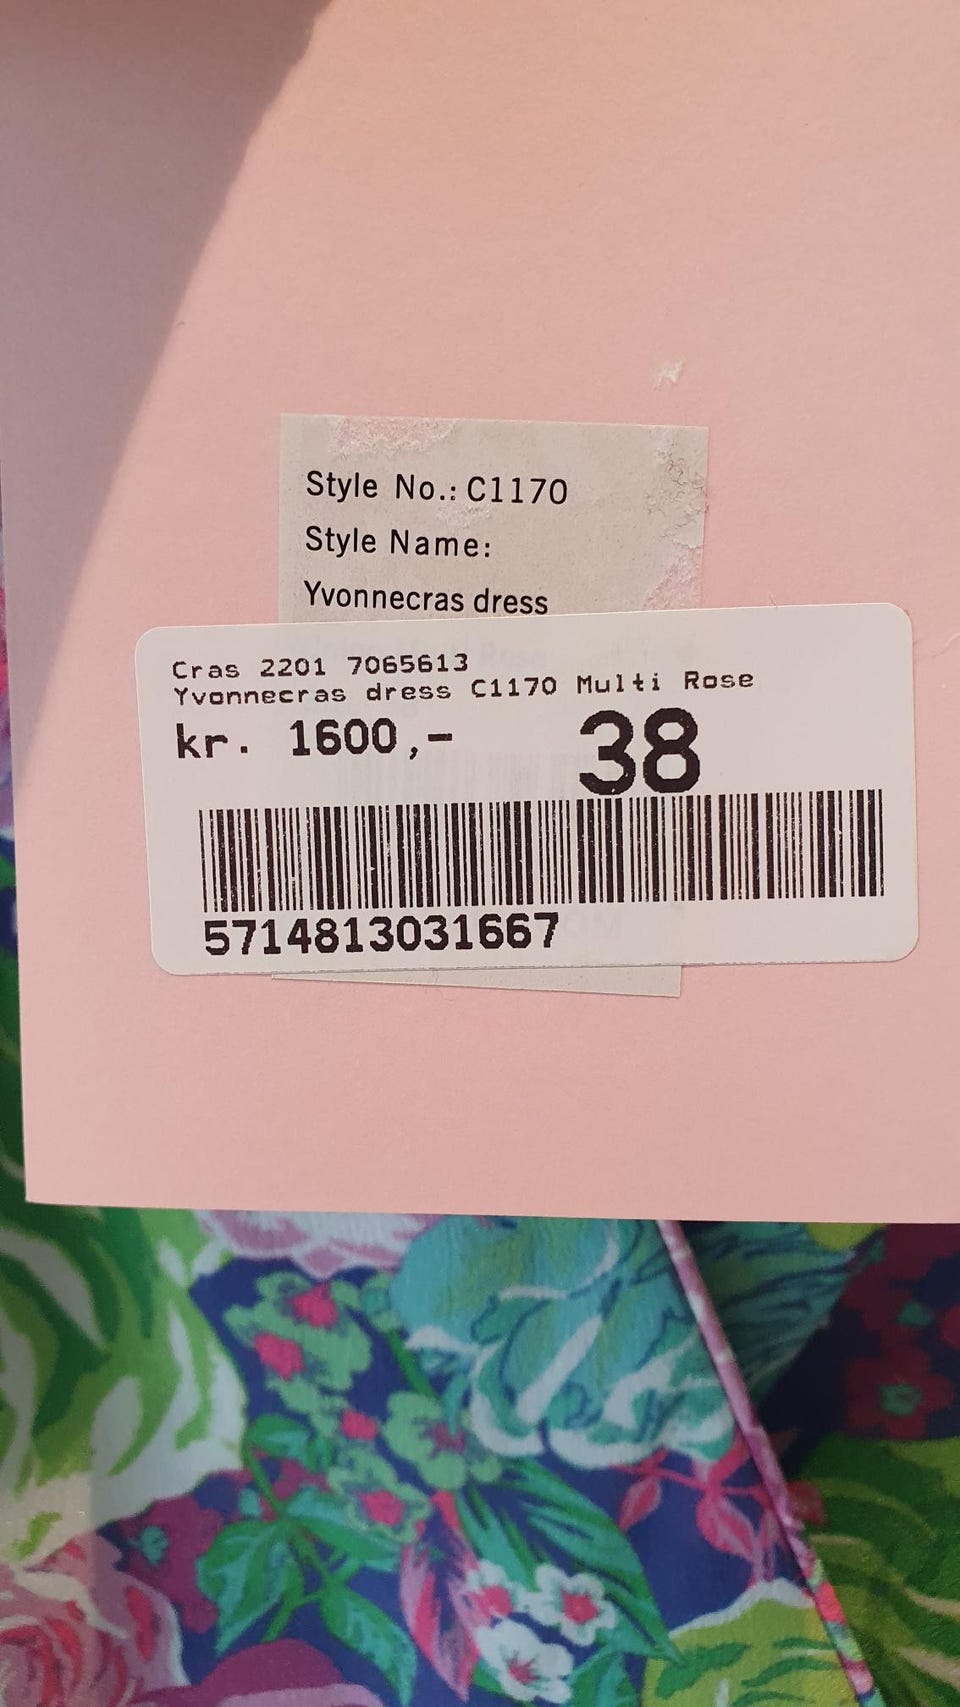 Style No.: C1170
Style Name:
Yvonnecras dress
Cras 2201 7065613
Yvonnecras dress C1170 Multi Rose
kr. 1600,- 38
5714813031667